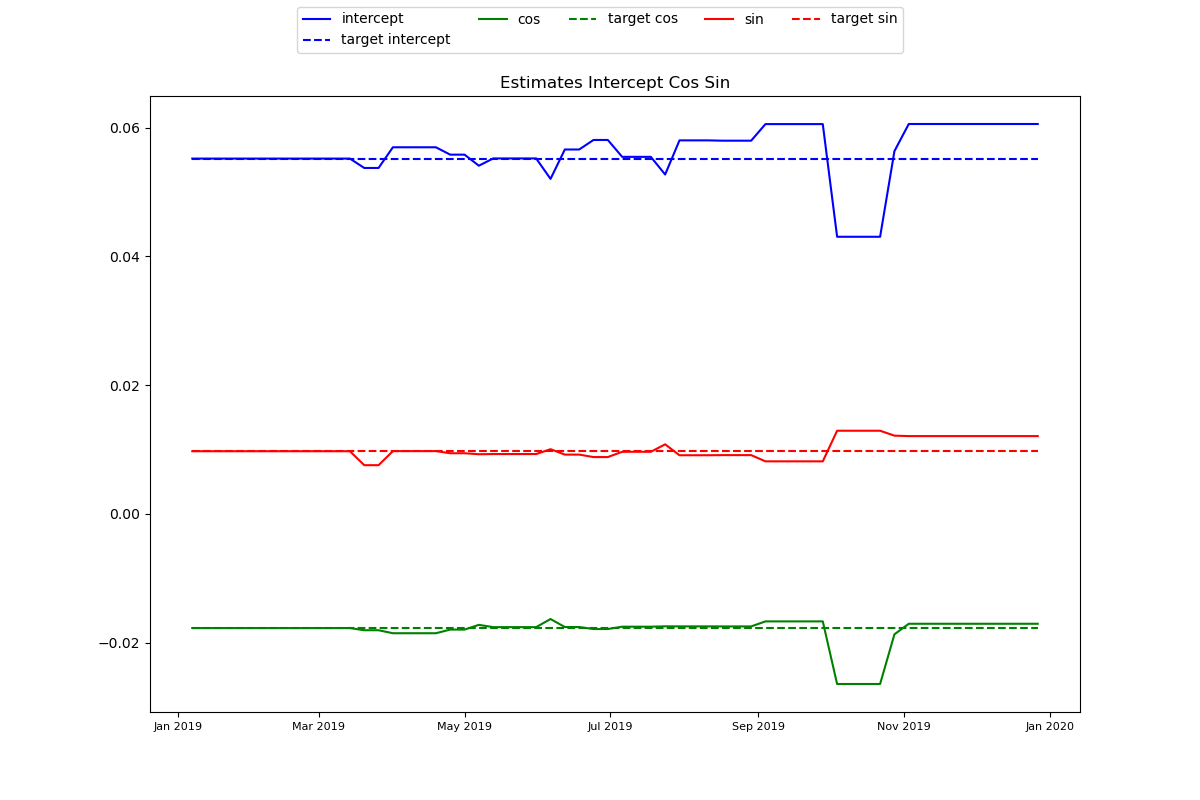 intercept cos target cos sin target sin
target intercept
Estimates Intercept Cos Sin
0.06
0.04
0.02
0.00
−0.02
Jan 2019 Mar 2019 May 2019 Jul 2019 Sep 2019 Nov 2019 Jan 2020